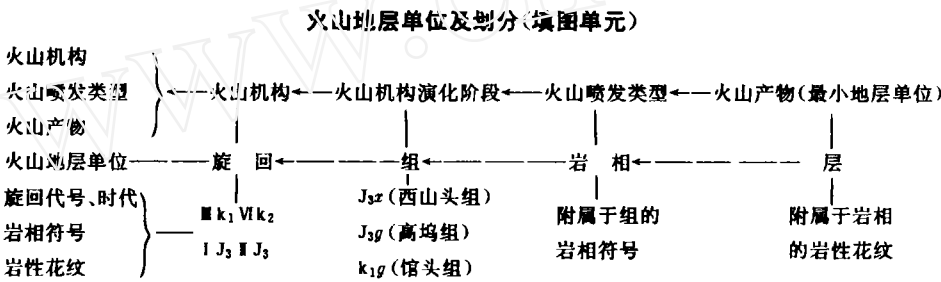 火山地层单位及划分(填图单元)
火山机构
火山喷发类型 火山机构 火山机构演化阶段 火山喷发类型 火山产物(最小地层单位)
火山产物
火山地层单位 旋 回 组 岩 相 层
旋回代号、时代
岩相符号
岩性花纹
Ⅲk₁ Ⅵk₂
Ⅰ J₃ Ⅱ J₃
J₃x(西山头组)
J₃g(高坞组)
k₁g(馆头组)
附属于组的
岩相符号
附属于岩相
的岩性花纹